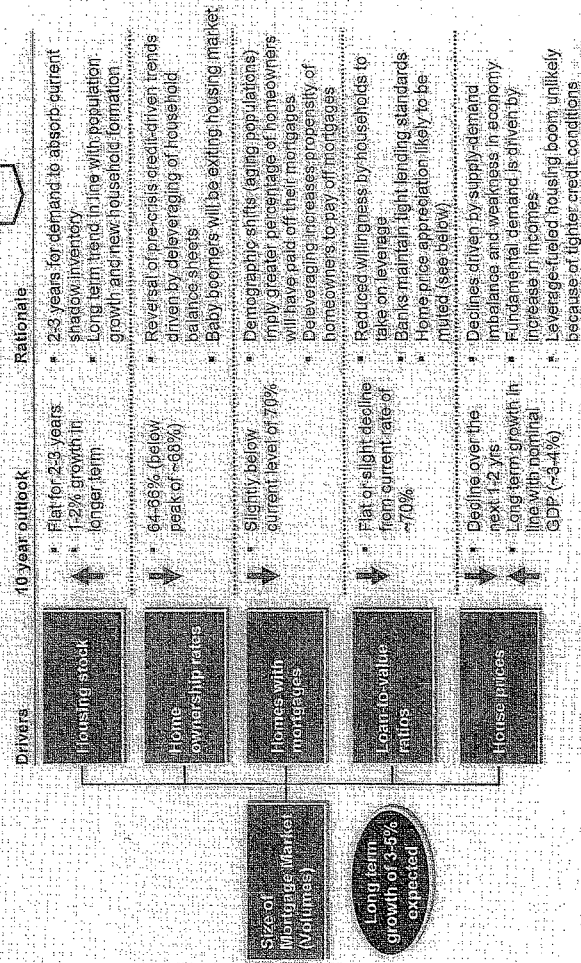 Drivers
10 year outlook
Rationale
Size of
Mortgage Market
(Volumes)
Long term
growth of 3-5%
expected
Housing stock
Flat for 2-3 years
1-2% growth in
longer term
2-3 years for demand to absorb current
shadow inventory
Long term trend in line with population
growth and new household formation
Home
ownership rates
64-66% (below
peak of ~68%)
Reversal of pre-crisis credit-driven trends
driven by deleveraging of household
balance sheets
Baby boomers will be exiting housing market
Homes with
mortgages
Slightly below
current level of 70%
Demographic shifts (aging populations)
imply greater percentage of homeowners
will have paid off their mortgages
Deleveraging increases propensity of
homeowners to pay off mortgages
Loan-to-value
ratios
Flat or slight decline
from current rate of
~70%
Reduced willingness by households to
take on leverage
Banks maintain tight lending standards
Home price appreciation likely to be
muted (see below)
House prices
Decline over the
next 1-2 yrs
Long term growth in
line with nominal
GDP (~3-4%)
Declines driven by supply-demand
imbalance and weakness in economy
Fundamental demand is driven by
increase in incomes
Leverage-fueled housing boom unlikely
because of tighter credit conditions